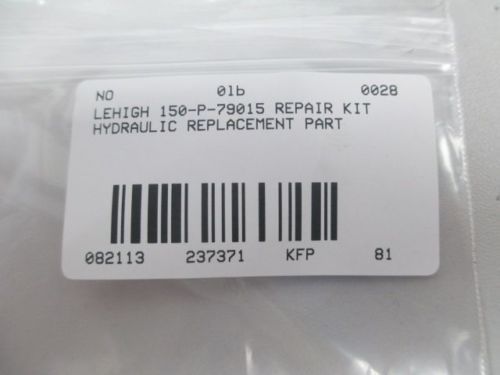 NO 01b 0028
LEHIGH 150-P-79015 REPAIR KIT
HYDRAULIC REPLACEMENT PART
082113 237371 KFP 81